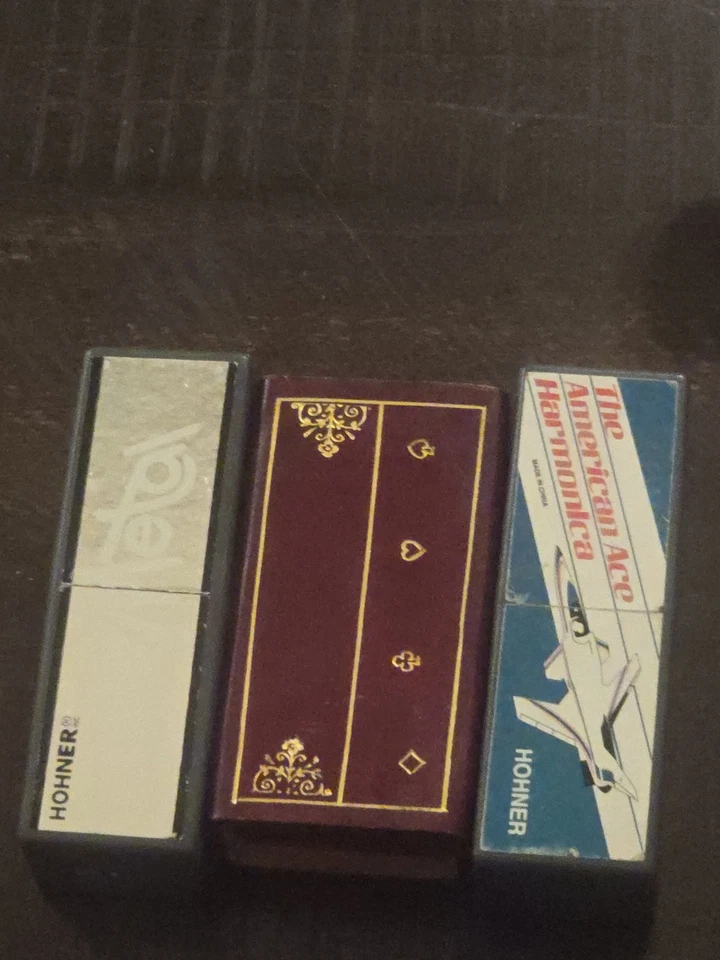 HOHNER®
The
American Ace
Harmonica
MADE IN CHINA
HOHNER